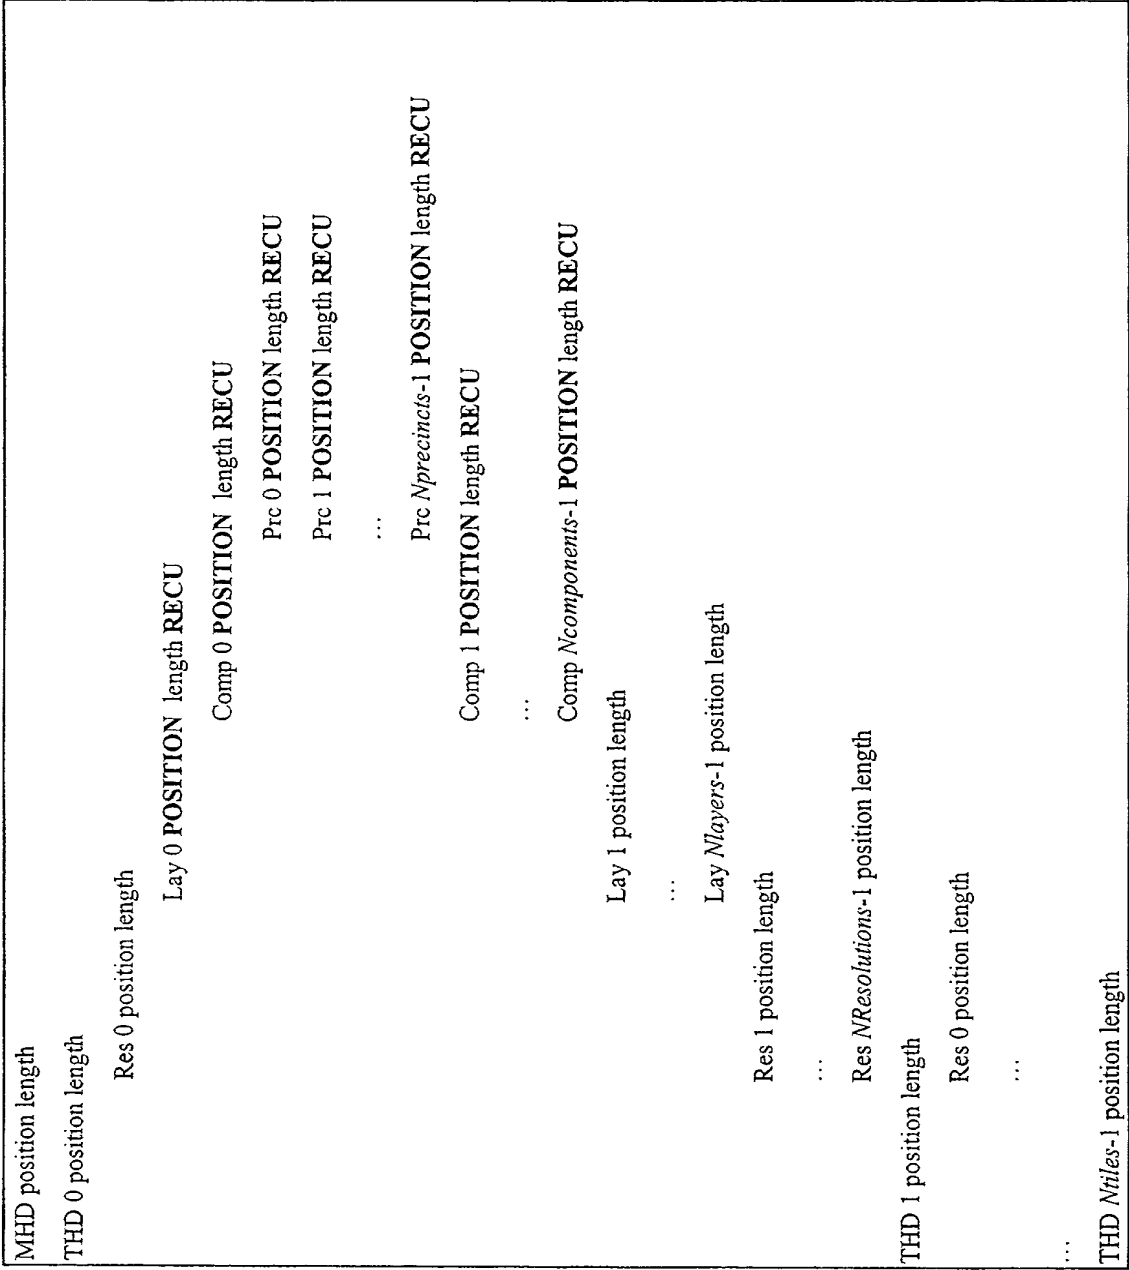 MHD position length
THD 0 position length
Res 0 position length
Lay 0 POSITION length RECU
Comp 0 POSITION length RECU
Prc 0 POSITION length RECU
Prc 1 POSITION length RECU
...
Prc Nprecincts-1 POSITION length RECU
Comp 1 POSITION length RECU
...
Comp Ncomponents-1 POSITION length RECU
Lay 1 position length
...
Lay Nlayers-1 position length
Res 1 position length
...
Res NResolutions-1 position length
THD 1 position length
Res 0 position length
...
...
THD Ntiles-1 position length